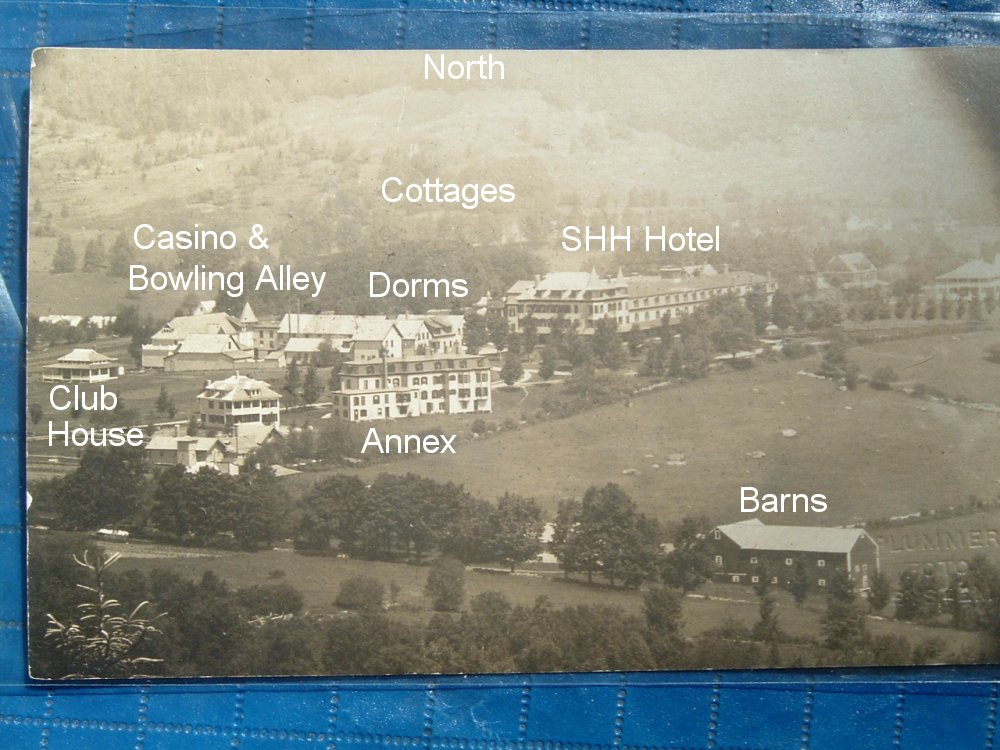 North
Cottages
Casino &
Bowling Alley
SHH Hotel
Dorms
Club
House
Annex
Barns
PLUMMER